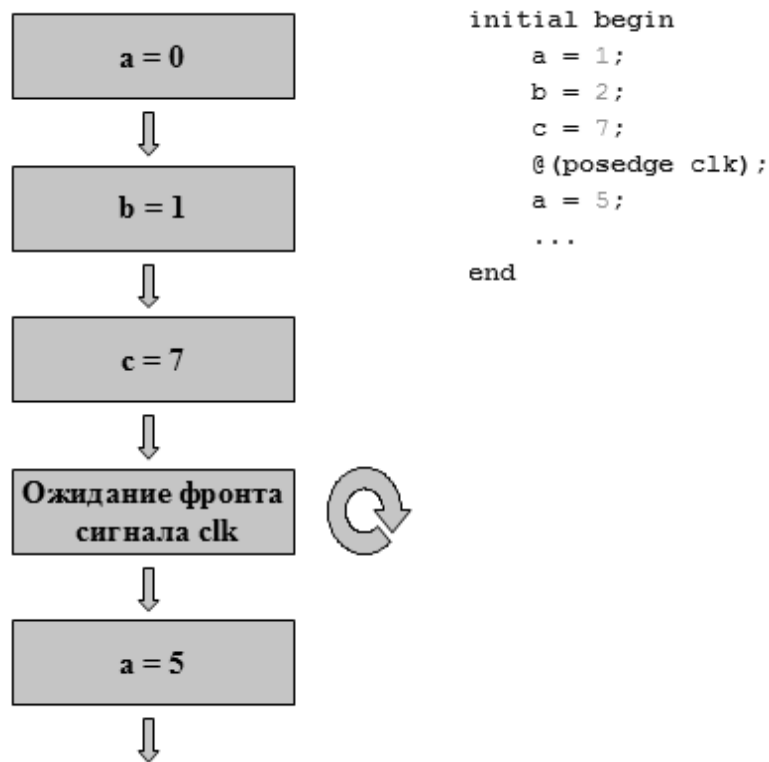 a = 0
b = 1
c = 7
Ожидание фронта
сигнала clk
a = 5
initial begin
a = 1;
b = 2;
c = 7;
@(posedge clk);
a = 5;
...
end